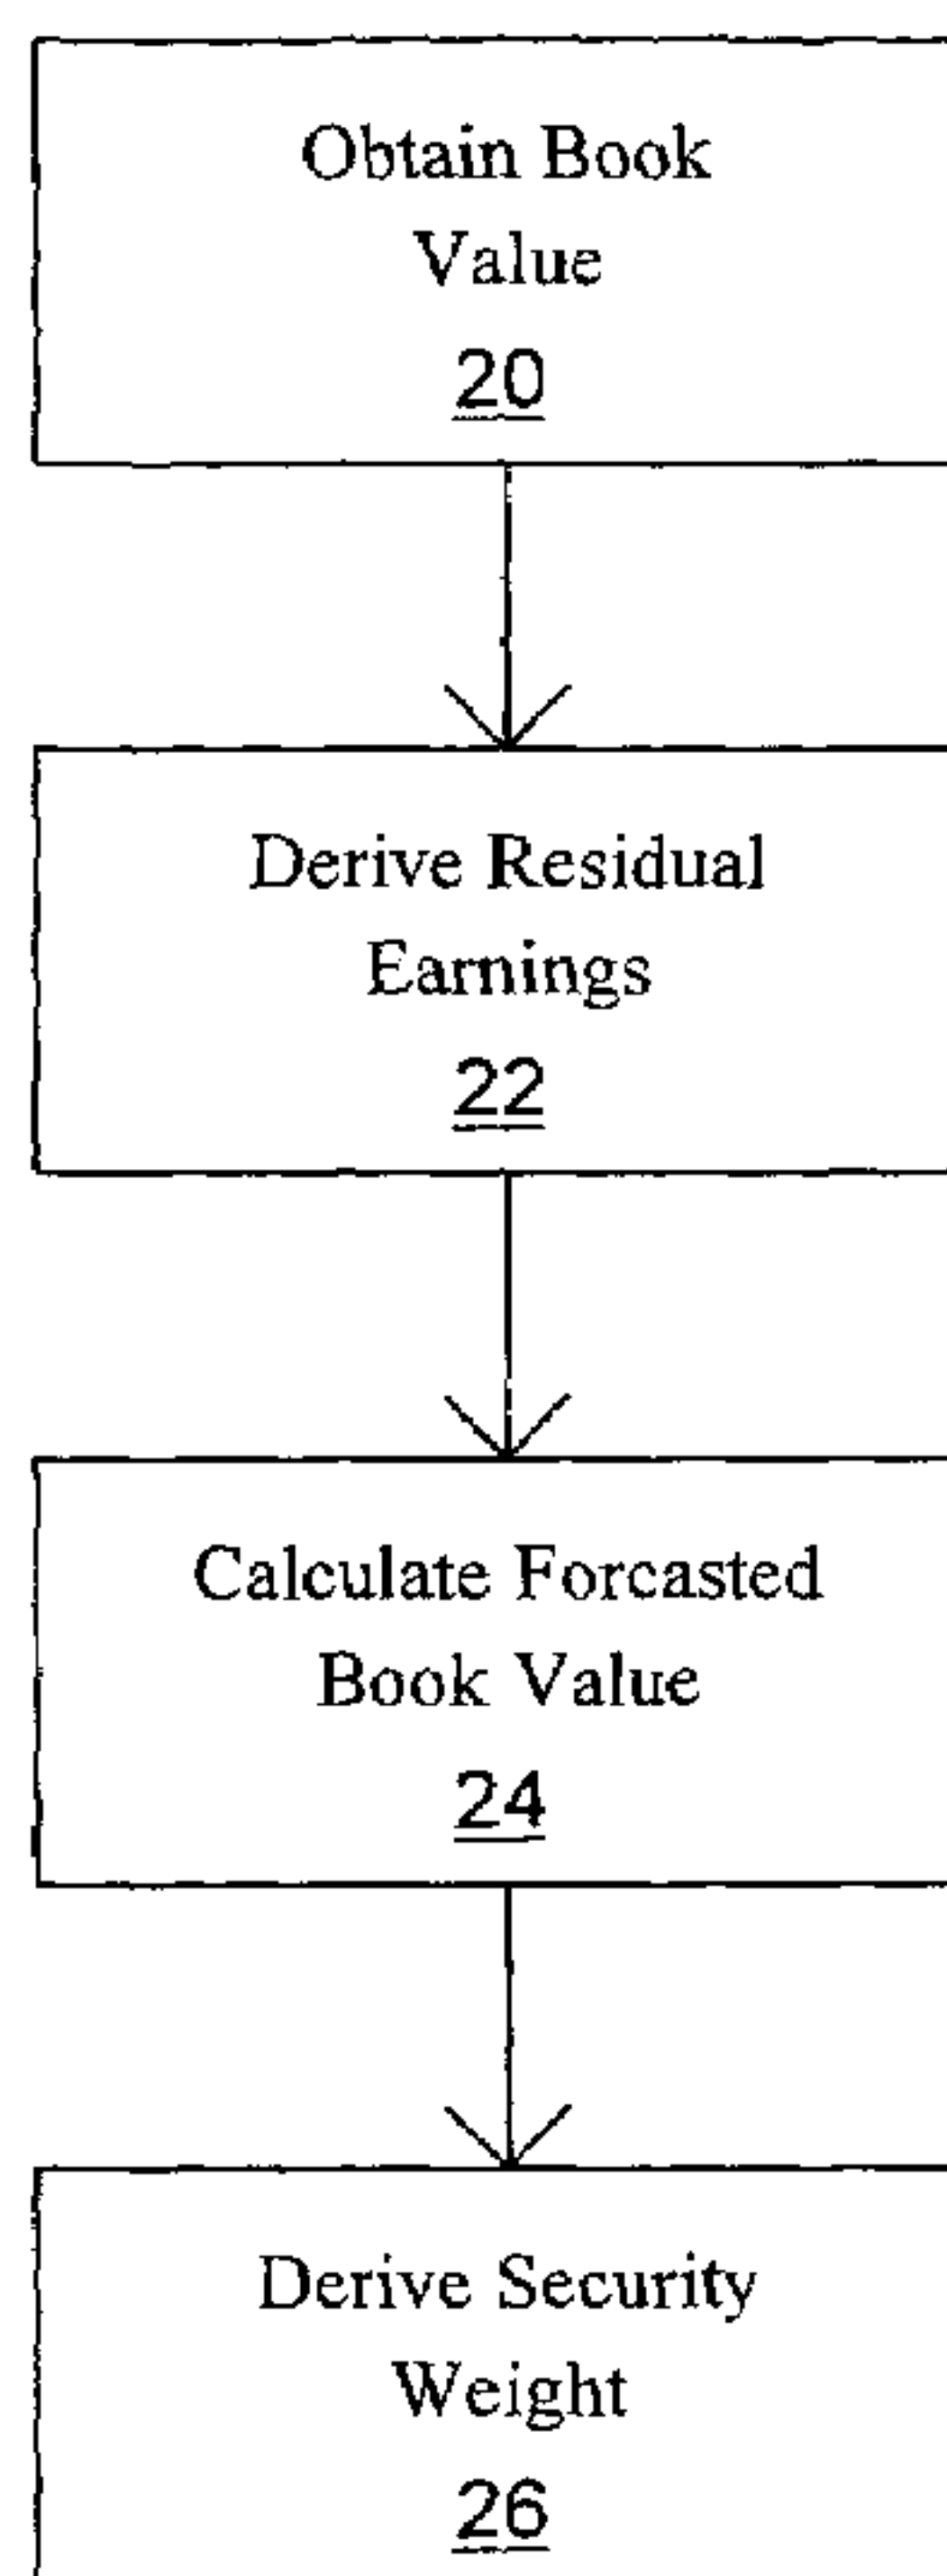 Obtain Book
Value
20
Derive Residual
Earnings
22
Calculate Forcasted
Book Value
24
Derive Security
Weight
26